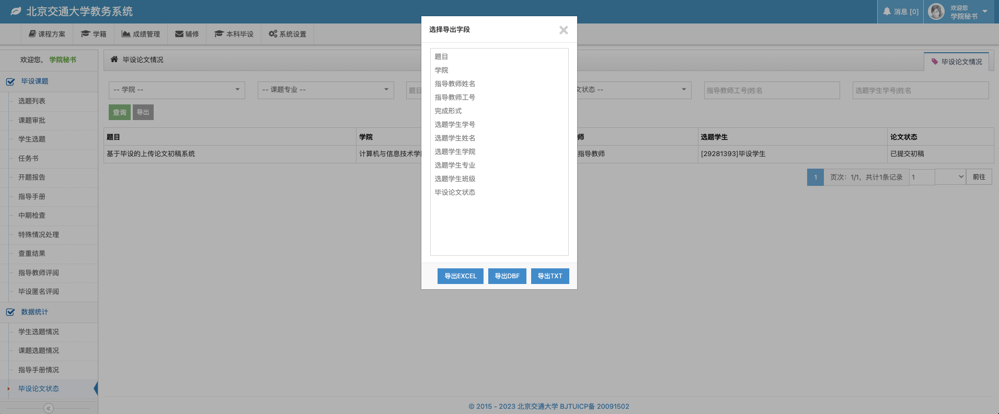 北京交通大学教务系统
消息 [0]
欢迎您
学院秘书
课程方案
学籍
成绩管理
辅修
本科毕设
系统设置
欢迎您，学院秘书
毕设课题
选题列表
课题审批
学生选题
任务书
开题报告
指导手册
中期检查
特殊情况处理
查重结果
指导教师评阅
毕设匿名评阅
数据统计
学生选题情况
课题选题情况
指导手册情况
毕设论文状态
毕设论文情况
毕设论文情况
-- 学院 --
-- 课题专业 --
题目
文状态 --
指导教师工号|姓名
选题学生学号|姓名
查询
导出
题目
学院
师
选题学生
论文状态
基于毕设的上传论文初稿系统
计算机与信息技术学
指导教师
[29281393]毕设学生
已提交初稿
1
页次：1/1，共计1条记录
1
前往
选择导出字段
题目
学院
指导教师姓名
指导教师工号
完成形式
选题学生学号
选题学生姓名
选题学生学院
选题学生专业
选题学生班级
毕设论文状态
导出EXCEL
导出DBF
导出TXT
© 2015 - 2023 北京交通大学 BJTUICP备 20091502